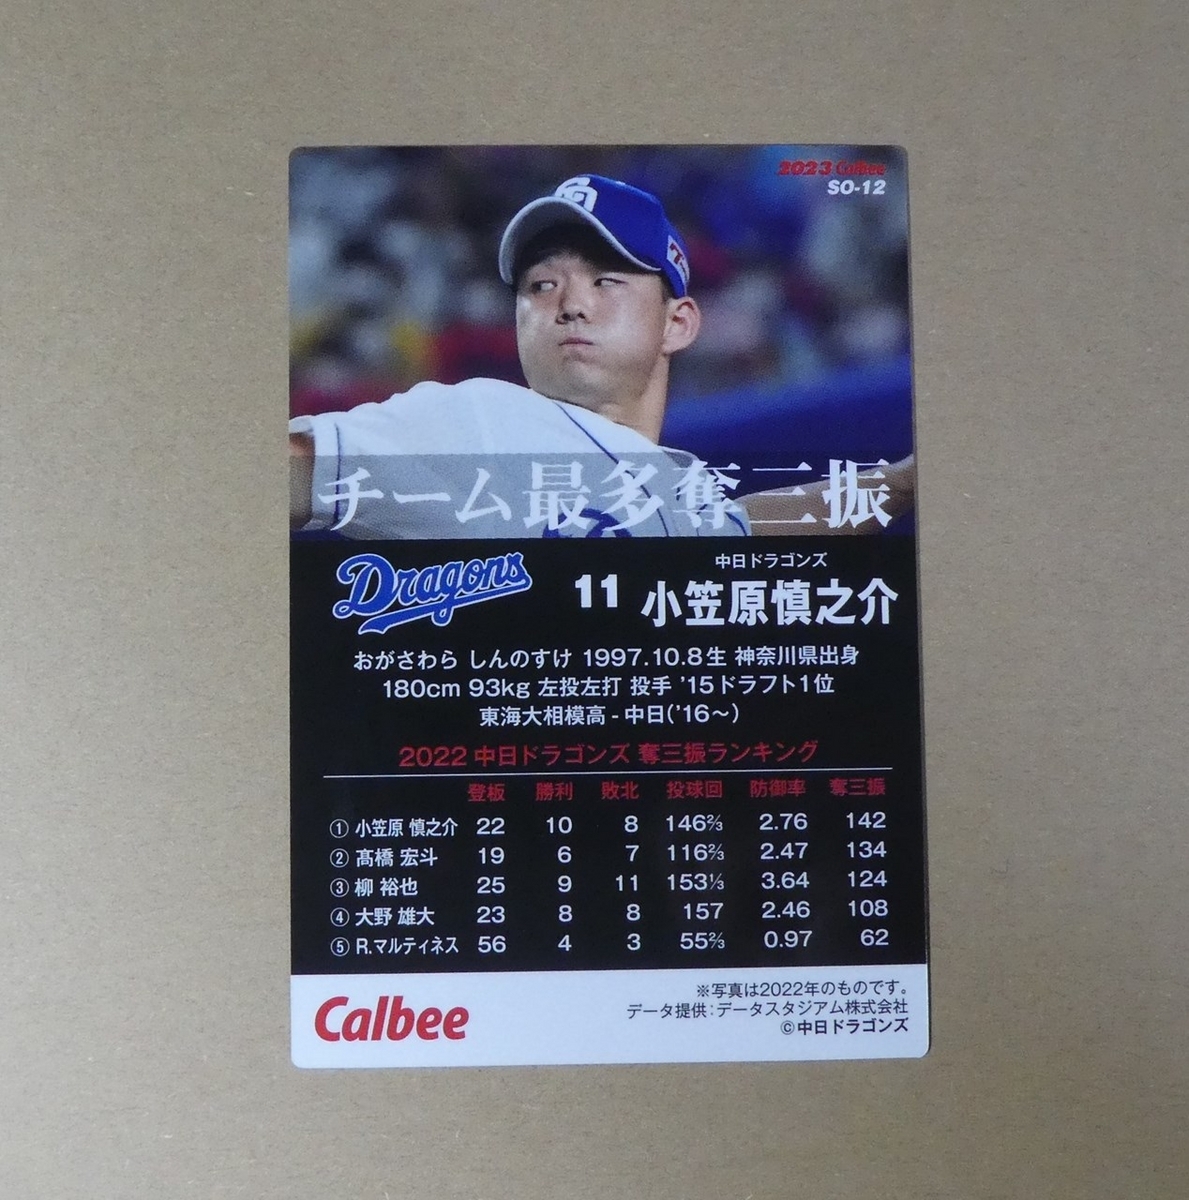 2023 Calbee
SO-12
チーム最多奪三振
Dragons
中日ドラゴンズ
11 小笠原慎之介
おがさわら しんのすけ 1997.10.8生 神奈川県出身
180cm 93kg 左投左打 投手 '15ドラフト1位
東海大相模高 - 中日('16～)
2022 中日ドラゴンズ 奪三振ランキング
登板 勝利 敗北 投球回 防御率 奪三振
① 小笠原 慎之介 22 10 8 146⅔ 2.76 142
② 髙橋 宏斗 19 6 7 116⅔ 2.47 134
③ 柳 裕也 25 9 11 153⅓ 3.64 124
④ 大野 雄大 23 8 8 157 2.46 108
⑤ R.マルティネス 56 4 3 55⅔ 0.97 62
Calbee
※写真は2022年のものです。
データ提供：データスタジアム株式会社
©中日ドラゴンズ